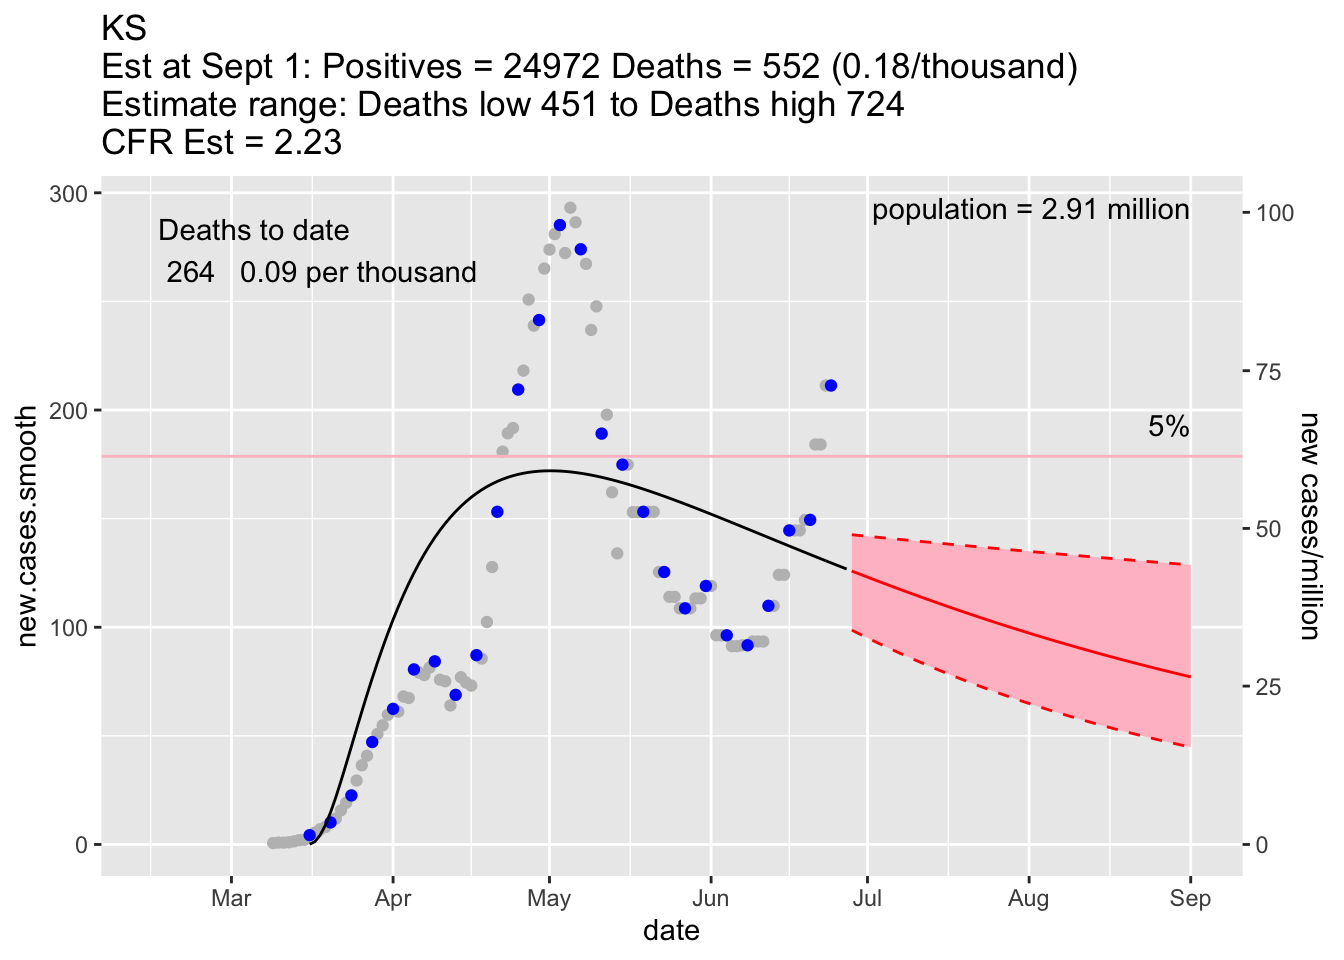 KS
Est at Sept 1: Positives = 24972 Deaths = 552 (0.18/thousand)
Estimate range: Deaths low 451 to Deaths high 724
CFR Est = 2.23
300
200
100
0
new.cases.smooth
Deaths to date
264 0.09 per thousand
population = 2.91 million
5%
100
75
50
25
0
new cases/million
Mar Apr May Jun Jul Aug Sep
date